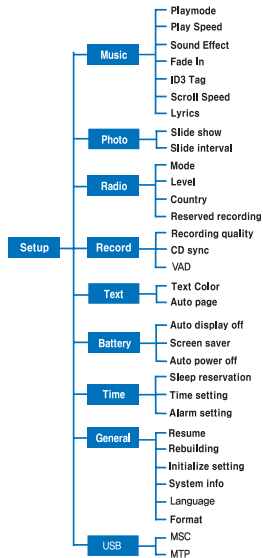 Setup
Music
Playmode
Play Speed
Sound Effect
Fade In
ID3 Tag
Scroll Speed
Lyrics
Photo
Slide show
Slide interval
Radio
Mode
Level
Country
Reserved recording
Record
Recording quality
CD sync
VAD
Text
Text Color
Auto page
Battery
Auto display off
Screen saver
Auto power off
Time
Sleep reservation
Time setting
Alarm setting
General
Resume
Rebuilding
Initialize setting
System info
Language
Format
USB
MSC
MTP